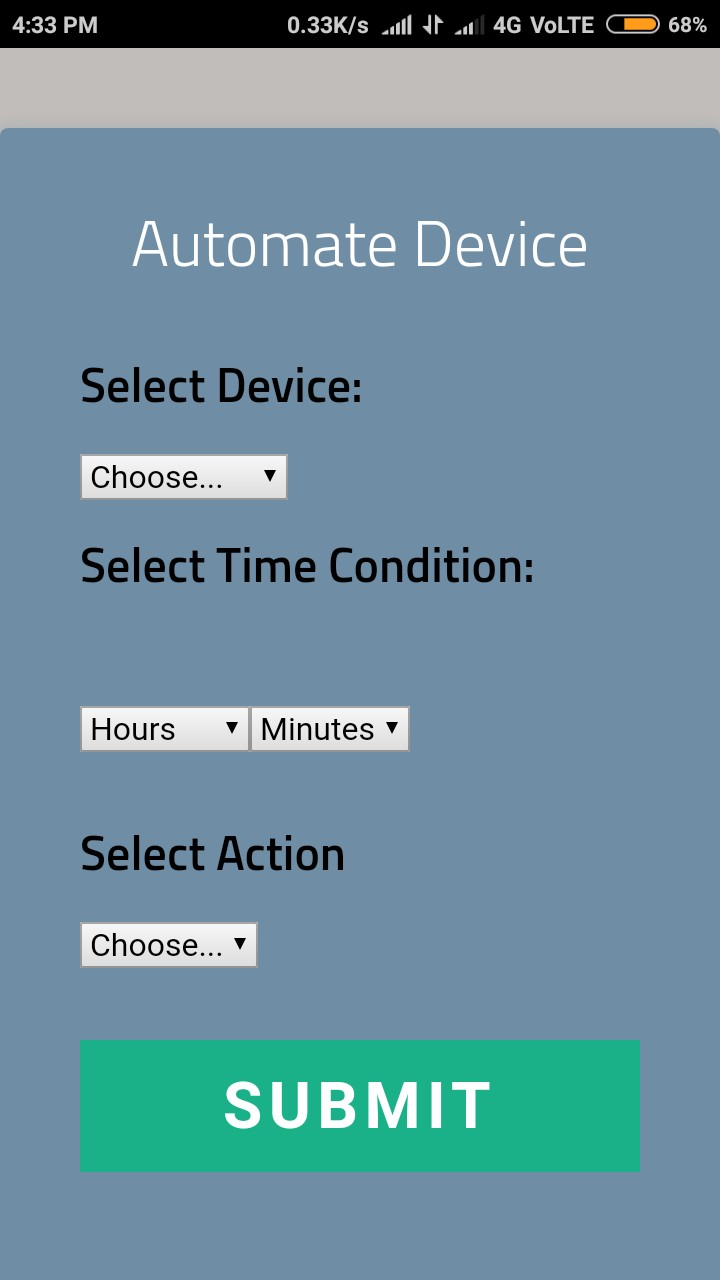 4:33 PM 0.33K/s 4G VoLTE 68%
Automate Device
Select Device:
Choose...
Select Time Condition:
Hours Minutes
Select Action
Choose...
SUBMIT